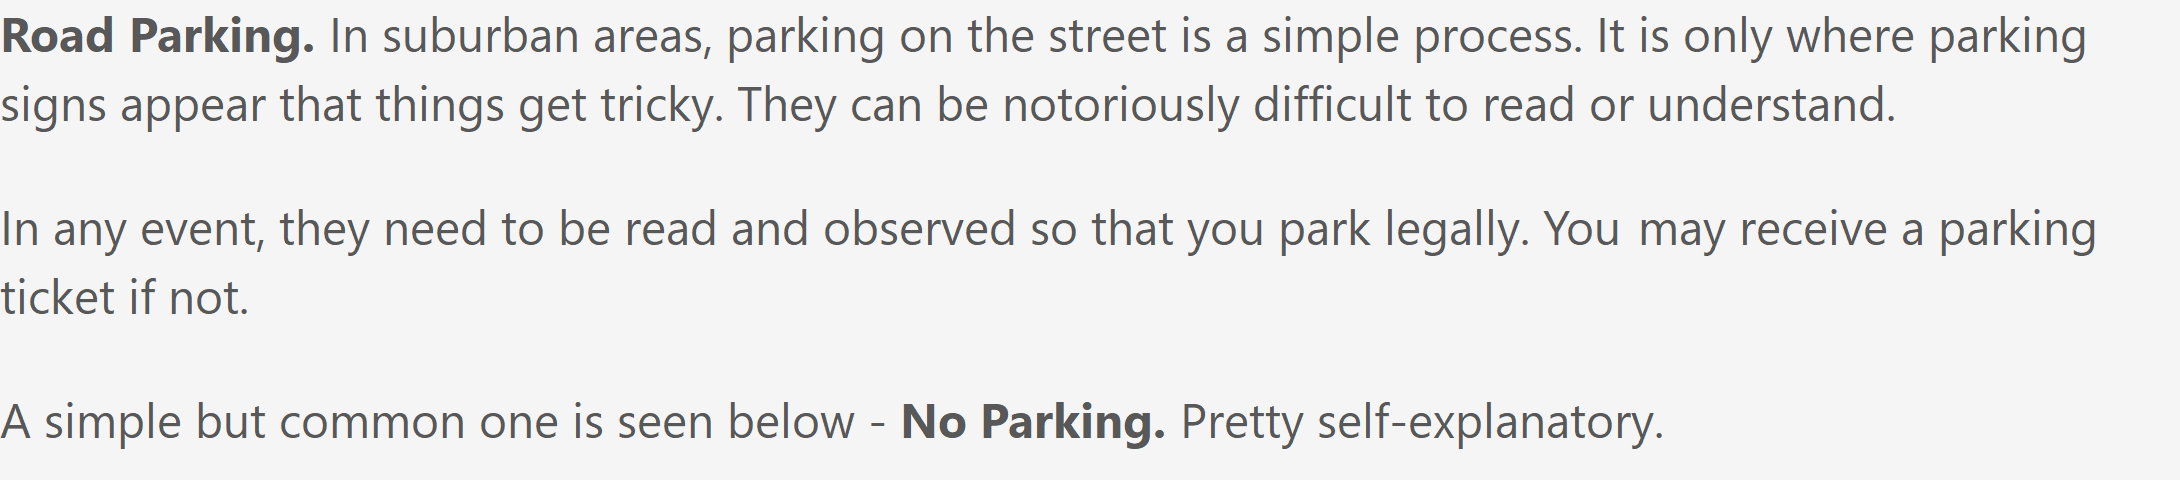 Road Parking. In suburban areas, parking on the street is a simple process. It is only where parking
signs appear that things get tricky. They can be notoriously difficult to read or understand.
In any event, they need to be read and observed so that you park legally. You may receive a parking
ticket if not.
A simple but common one is seen below - No Parking. Pretty self-explanatory.